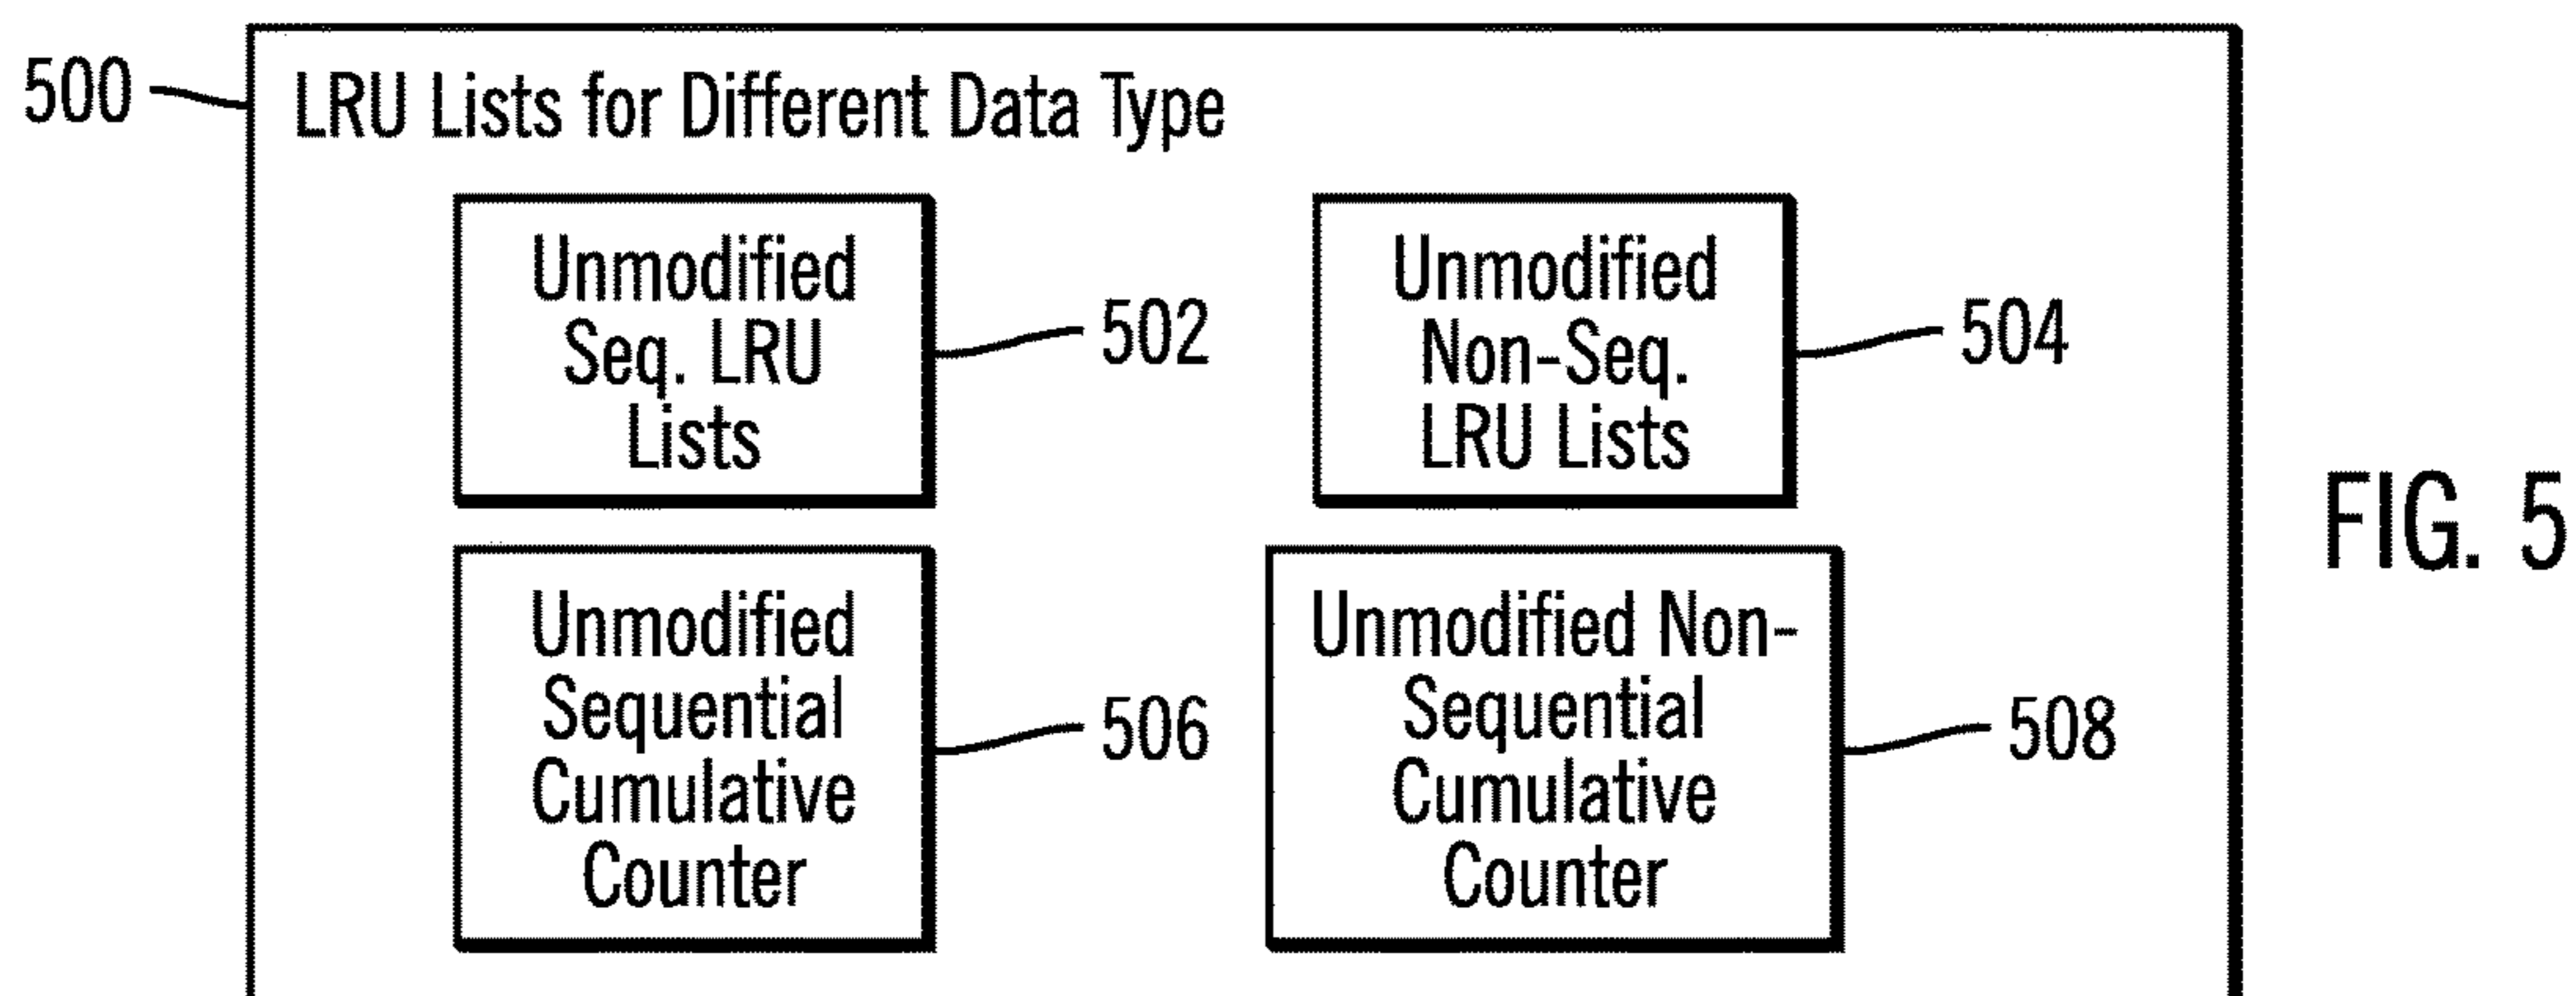 500
LRU Lists for Different Data Type
Unmodified
Seq. LRU
Lists
502
Unmodified
Non-Seq.
LRU Lists
504
Unmodified
Sequential
Cumulative
Counter
506
Unmodified Non-
Sequential
Cumulative
Counter
508
FIG. 5